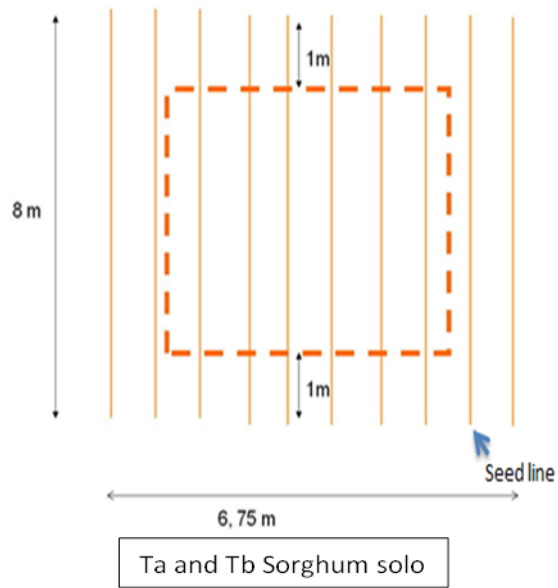 1m
8 m
1m
Seed line
6, 75 m
Ta and Tb Sorghum solo